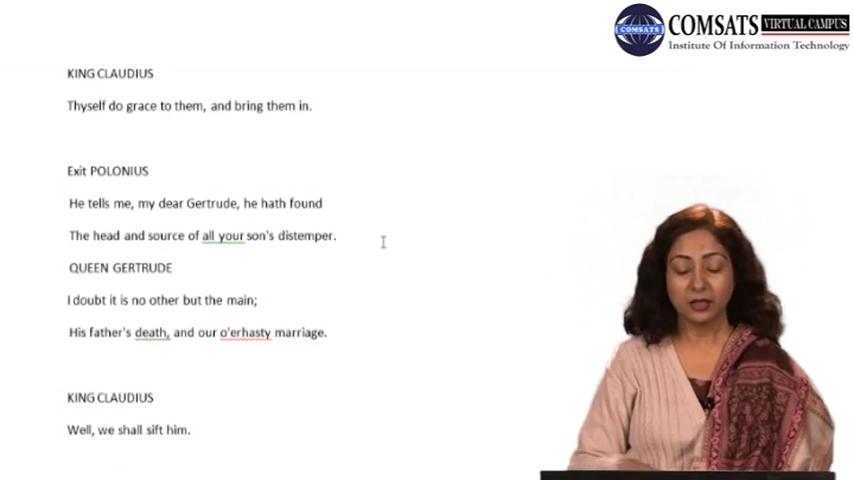 COMSATS VIRTUAL CAMPUS
COMSATS
Institute Of Information Technology
KING CLAUDIUS
Thyself do grace to them, and bring them in.
Exit POLONIUS
He tells me, my dear Gertrude, he hath found
The head and source of all your son's distemper.
QUEEN GERTRUDE
I doubt it is no other but the main;
His father's death, and our o'erhasty marriage.
KING CLAUDIUS
Well, we shall sift him.